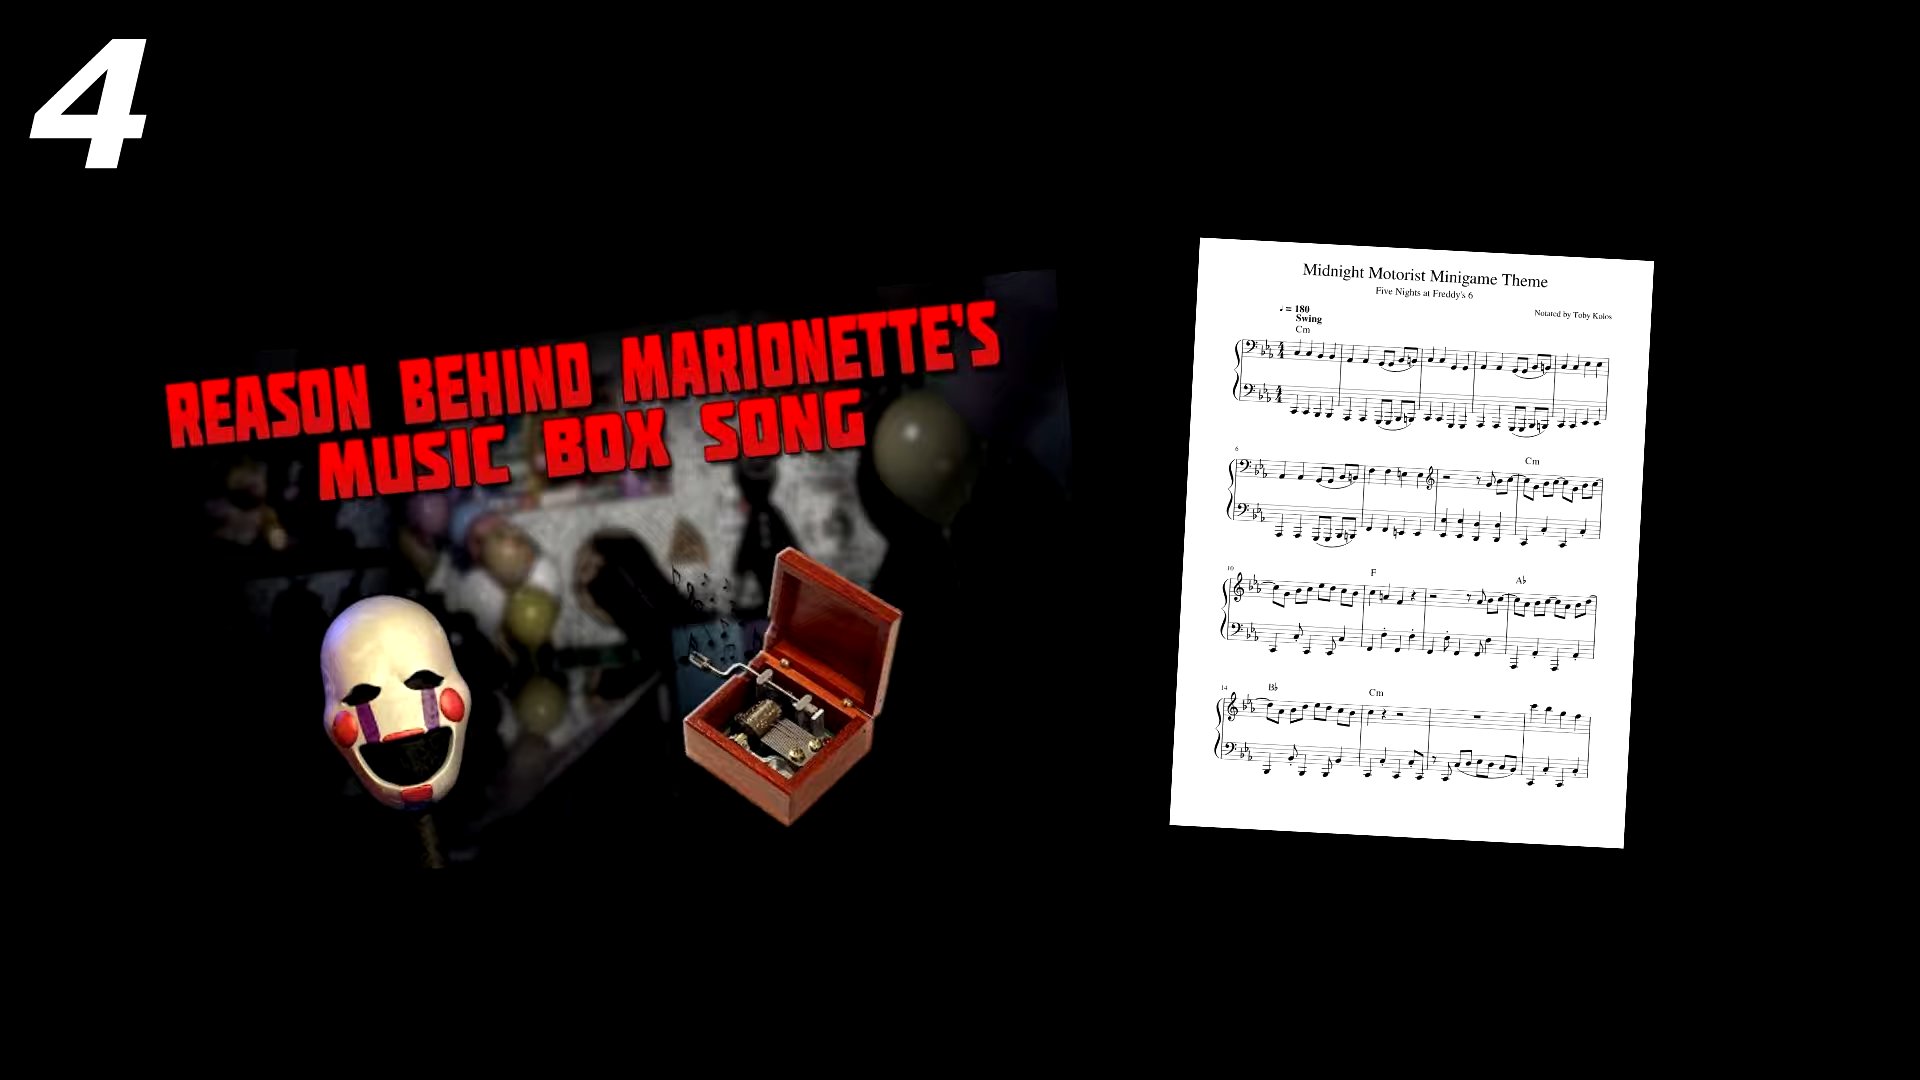 4
REASON BEHIND MARIONETTE'S
MUSIC BOX SONG
Midnight Motorist Minigame Theme
Five Nights at Freddy's 6
Notated by Toby Kolos
♩ = 180
Swing
Cm
6
Cm
10
F
A♭
14
B♭
Cm